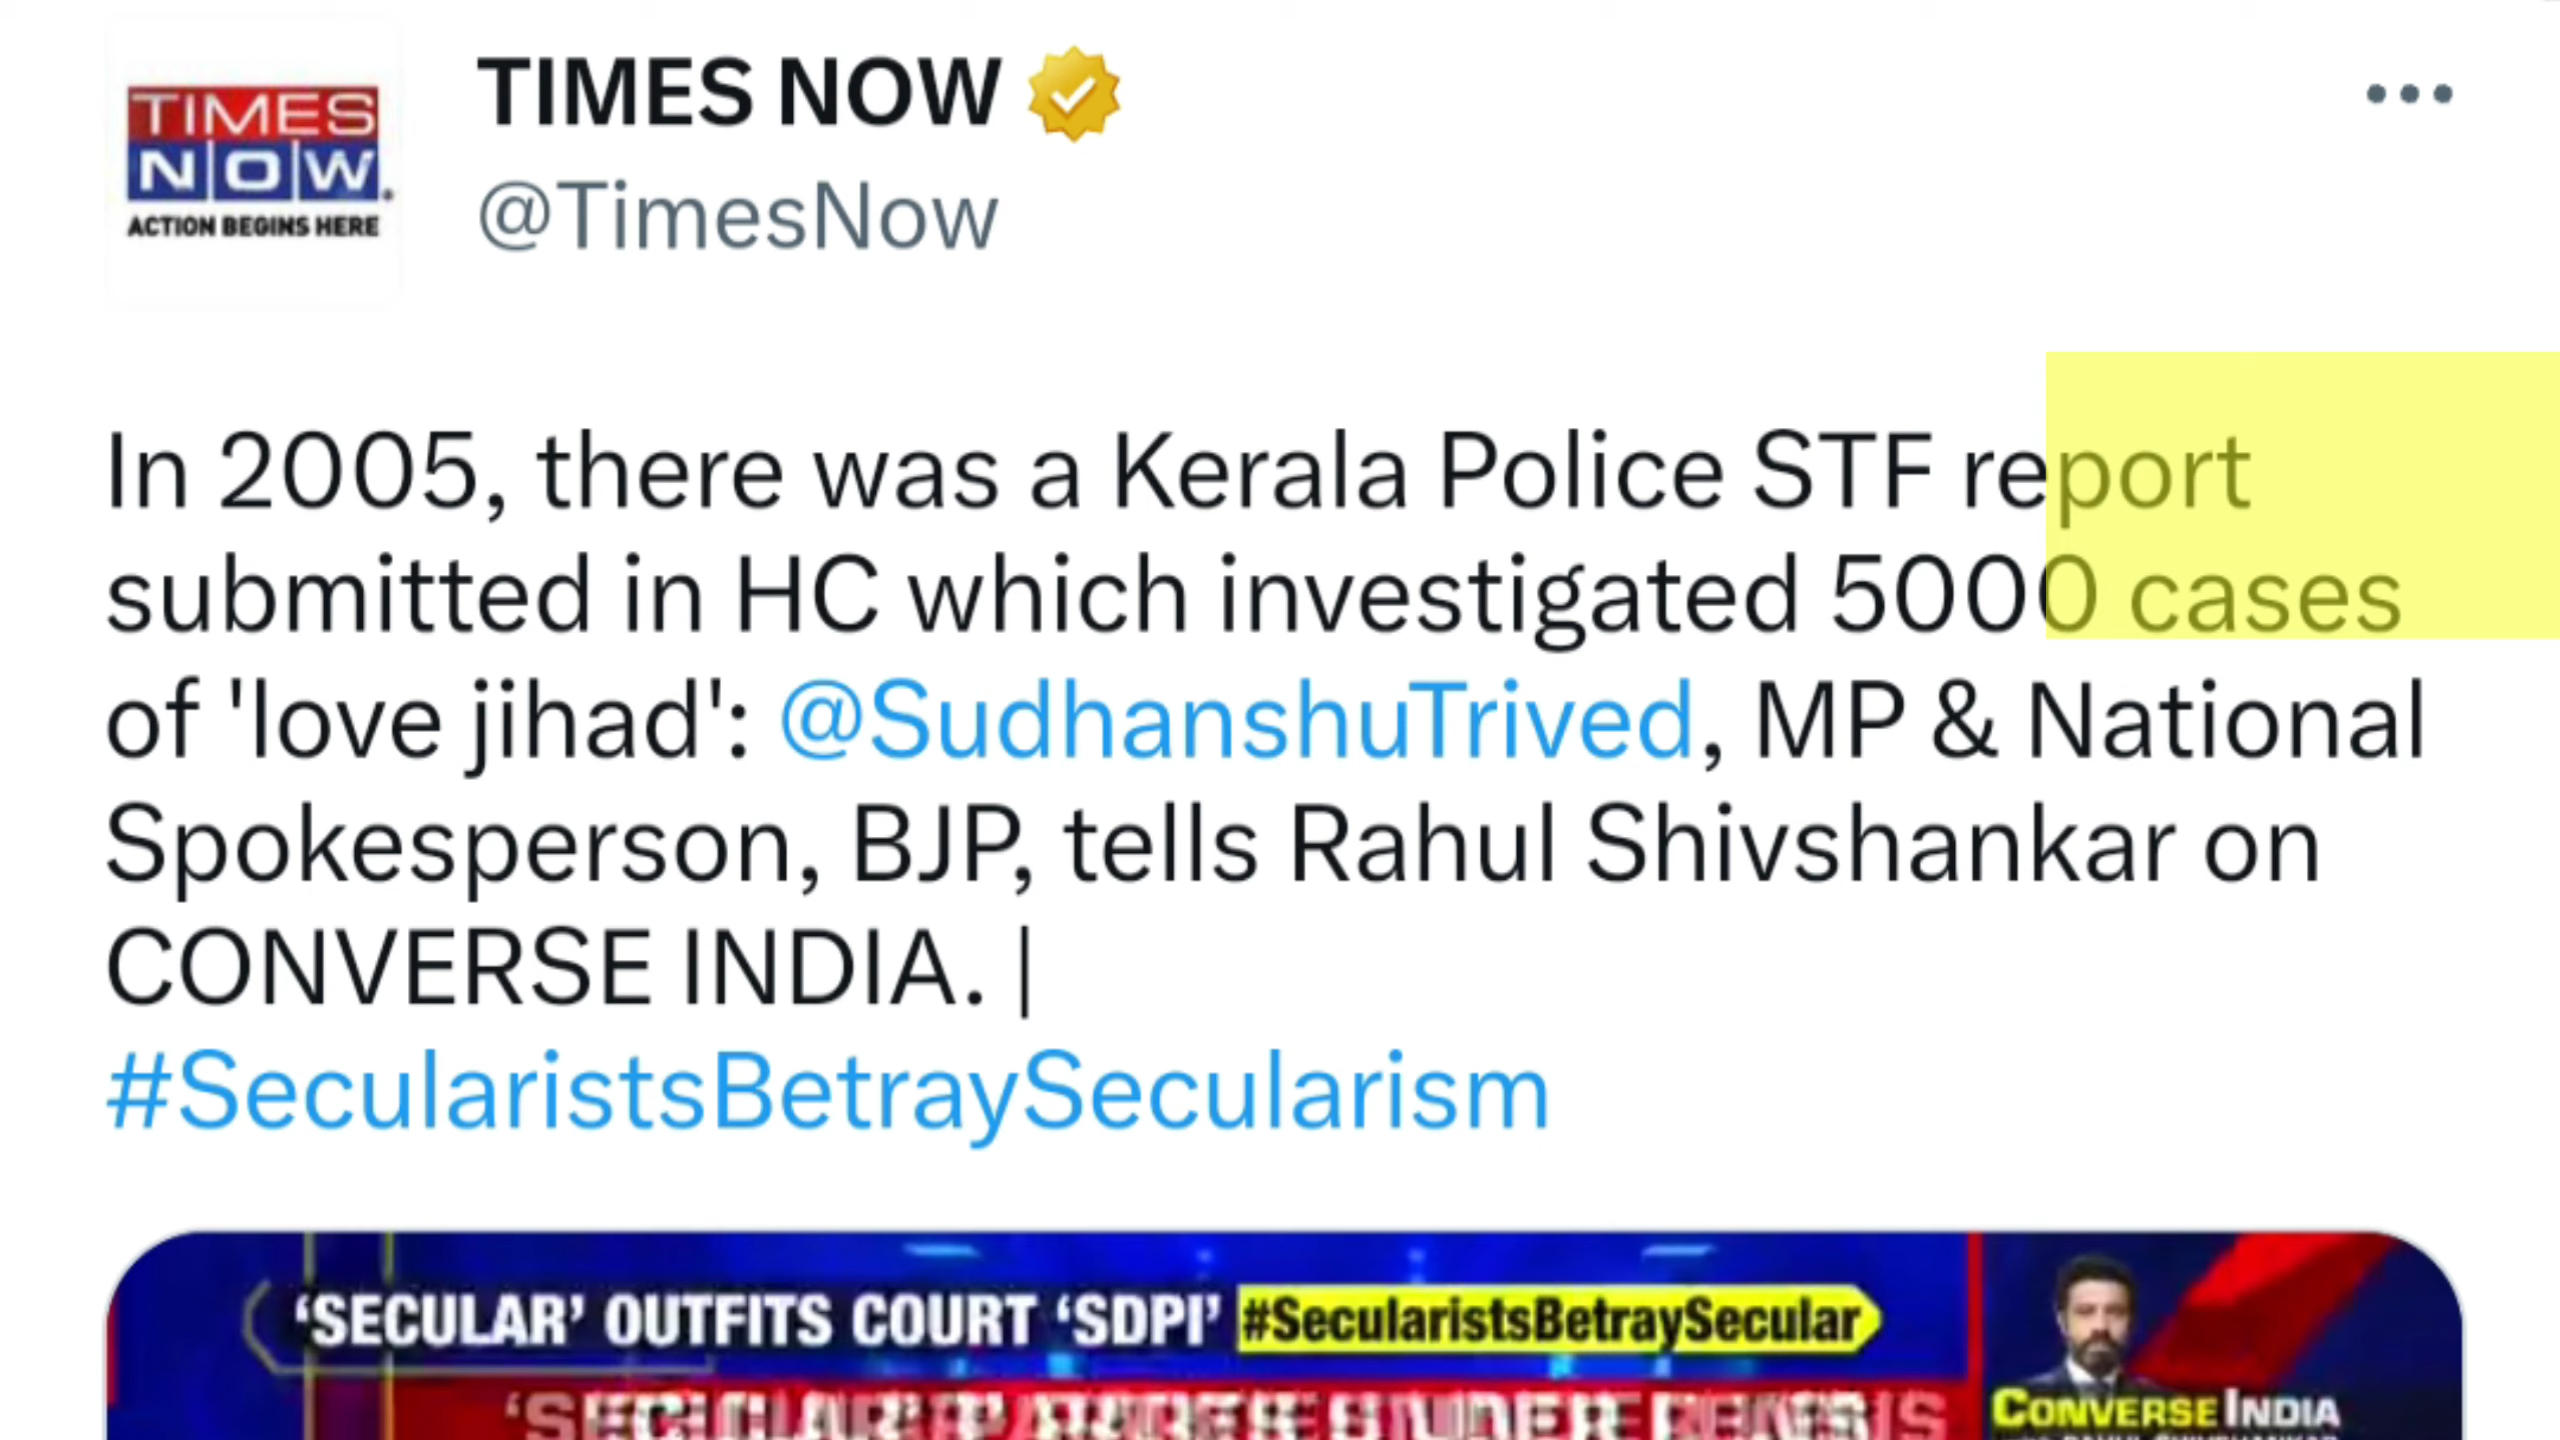 TIMES NOW
ACTION BEGINS HERE
TIMES NOW
@TimesNow
In 2005, there was a Kerala Police STF report
submitted in HC which investigated 5000 cases
of 'love jihad': @SudhanshuTrived, MP & National
Spokesperson, BJP, tells Rahul Shivshankar on
CONVERSE INDIA. |
#SecularistsBetraySecularism
‘SECULAR’ OUTFITS COURT ‘SDPI’ #SecularistsBetraySecular
CONVERSE INDIA